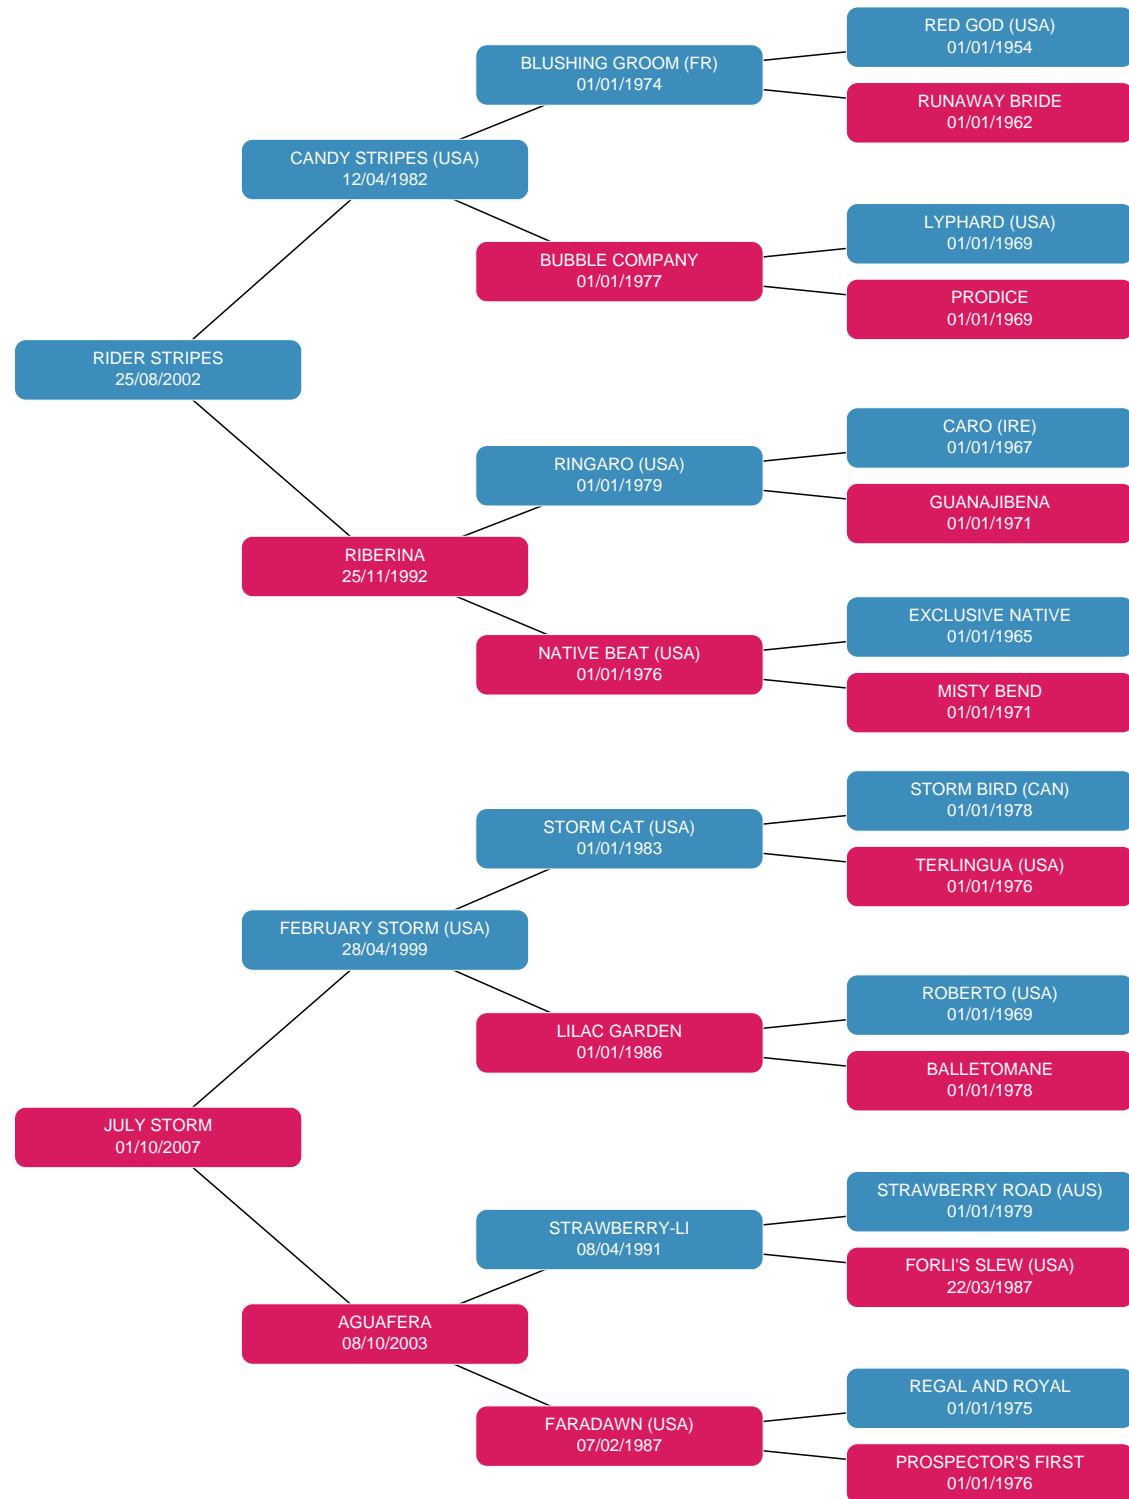 RED GOD (USA)
01/01/1954
BLUSHING GROOM (FR)
01/01/1974
RUNAWAY BRIDE
01/01/1962
CANDY STRIPES (USA)
12/04/1982
LYPHARD (USA)
01/01/1969
BUBBLE COMPANY
01/01/1977
PRODICE
01/01/1969
RIDER STRIPES
25/08/2002
CARO (IRE)
01/01/1967
RINGARO (USA)
01/01/1979
GUANAJIBENA
01/01/1971
RIBERINA
25/11/1992
EXCLUSIVE NATIVE
01/01/1965
NATIVE BEAT (USA)
01/01/1976
MISTY BEND
01/01/1971
STORM BIRD (CAN)
01/01/1978
STORM CAT (USA)
01/01/1983
TERLINGUA (USA)
01/01/1976
FEBRUARY STORM (USA)
28/04/1999
ROBERTO (USA)
01/01/1969
LILAC GARDEN
01/01/1986
BALLETOMANE
01/01/1978
JULY STORM
01/10/2007
STRAWBERRY ROAD (AUS)
01/01/1979
STRAWBERRY-LI
08/04/1991
FORLI'S SLEW (USA)
22/03/1987
AGUAFERA
08/10/2003
REGAL AND ROYAL
01/01/1975
FARADAWN (USA)
07/02/1987
PROSPECTOR'S FIRST
01/01/1976